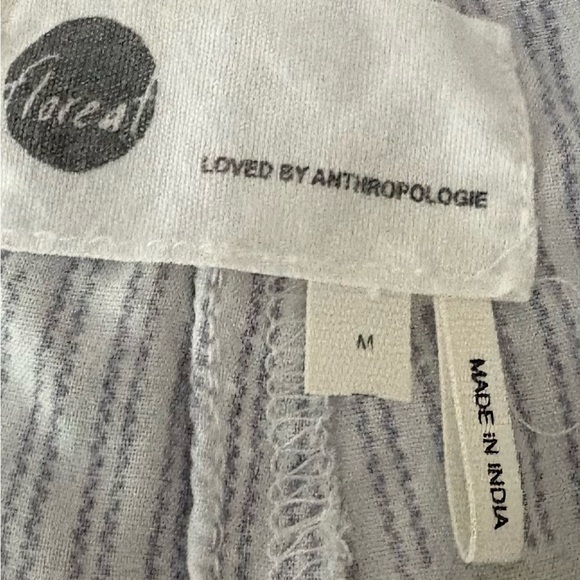 floreat
LOVED BY ANTHROPOLOGIE
M
MADE IN INDIA